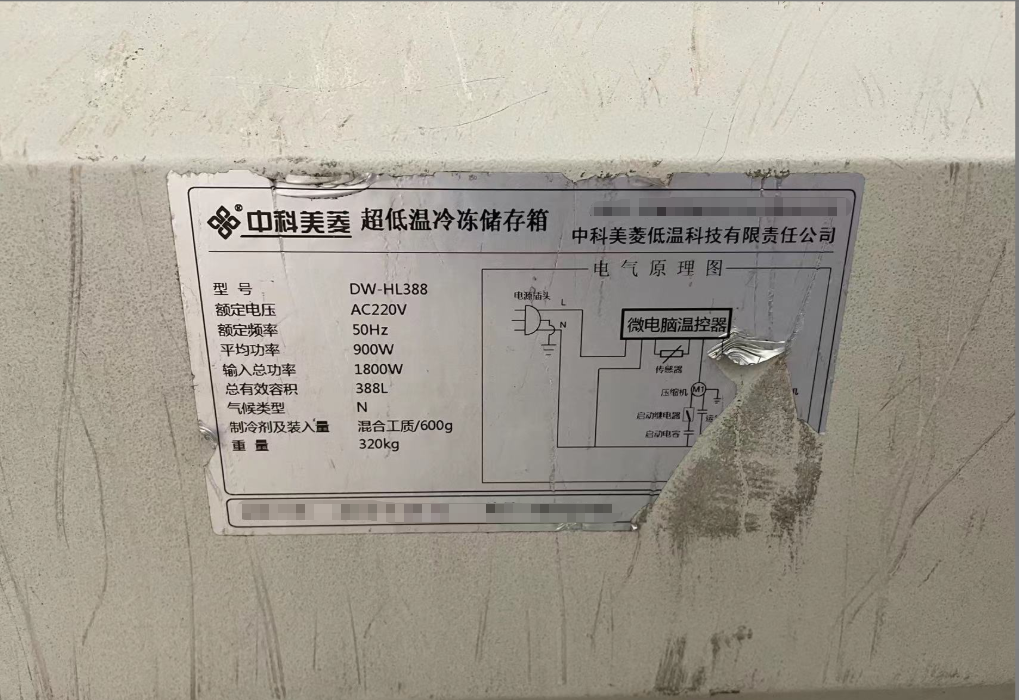 ® 中科美菱 超低温冷冻储存箱
中科美菱低温科技有限责任公司
型号 DW-HL388
额定电压 AC220V
额定频率 50Hz
平均功率 900W
输入总功率 1800W
总有效容积 388L
气候类型 N
制冷剂及装入量 混合工质/600g
重量 320kg
电气原理图
电源插头
L
N
微电脑温控器
传感器
压缩机 M1
启动继电器
启动电容